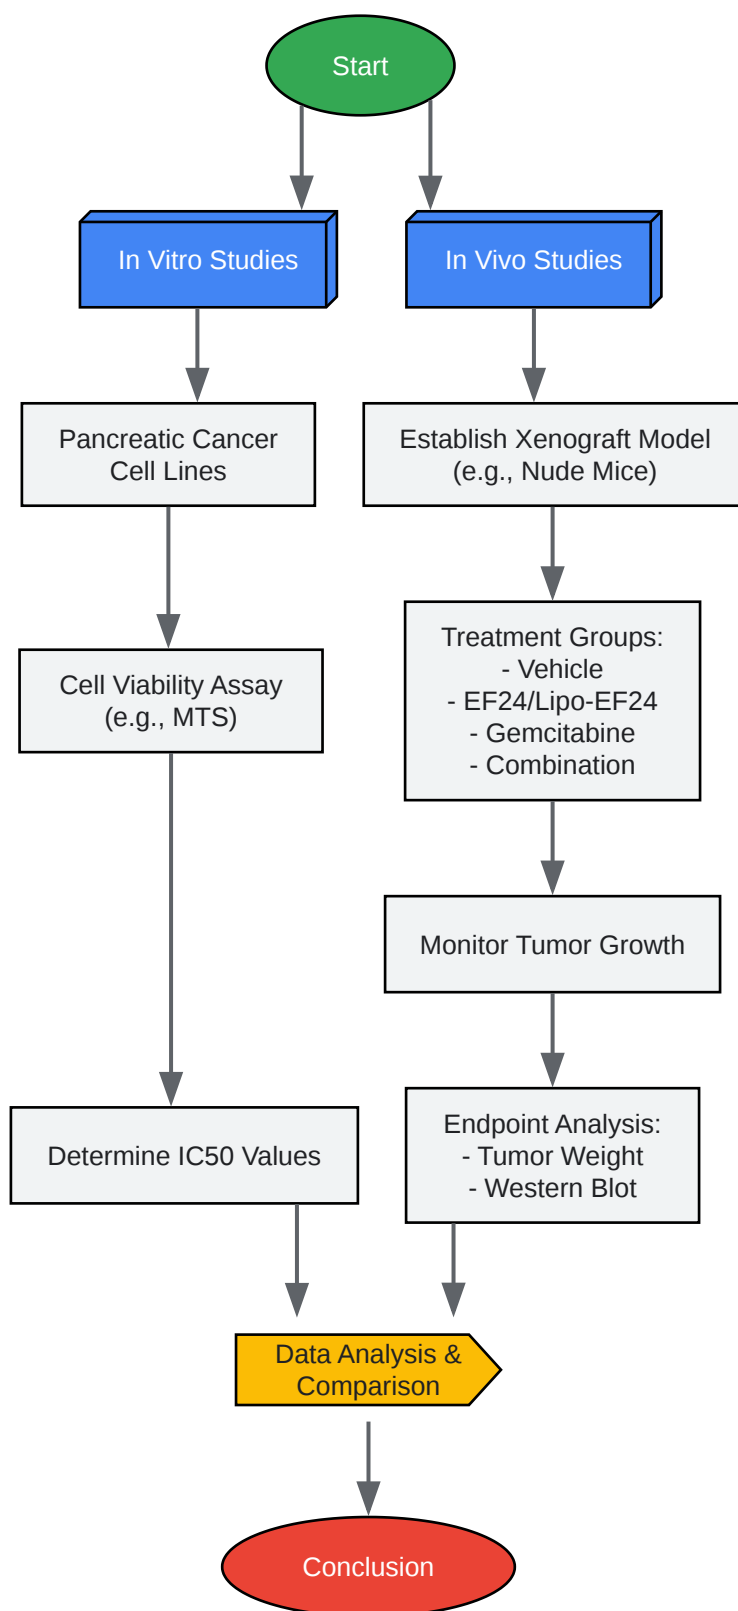 Start
In Vitro Studies
In Vivo Studies
Pancreatic Cancer
Cell Lines
Establish Xenograft Model
(e.g., Nude Mice)
Cell Viability Assay
(e.g., MTS)
Treatment Groups:
- Vehicle
- EF24/Lipo-EF24
- Gemcitabine
- Combination
Monitor Tumor Growth
Determine IC50 Values
Endpoint Analysis:
- Tumor Weight
- Western Blot
Data Analysis &
Comparison
Conclusion